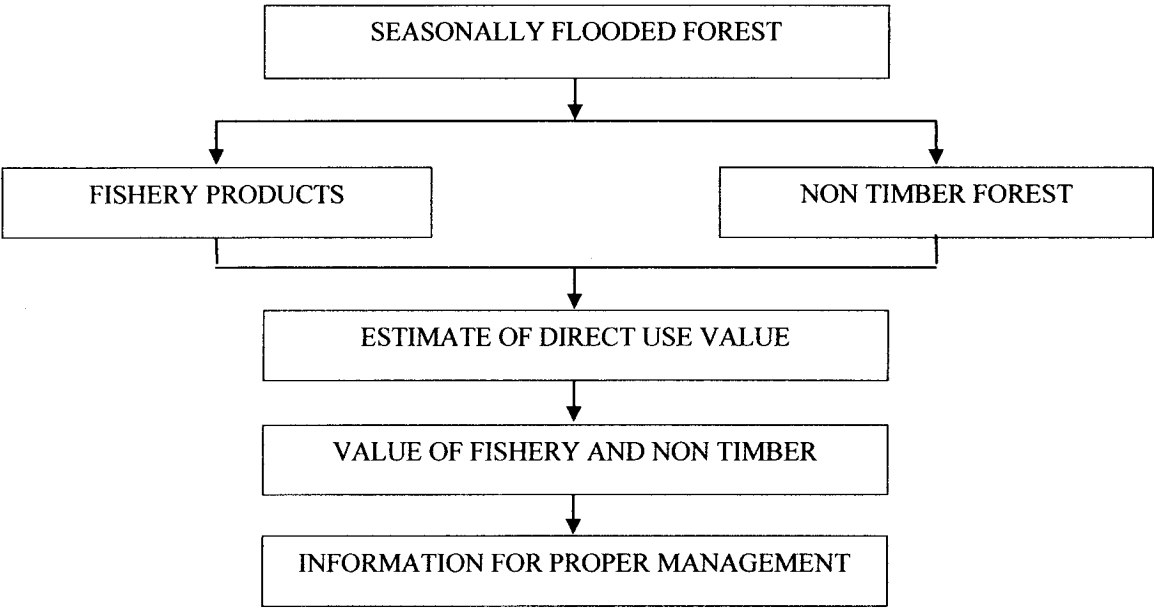 SEASONALLY FLOODED FOREST
FISHERY PRODUCTS
NON TIMBER FOREST
ESTIMATE OF DIRECT USE VALUE
VALUE OF FISHERY AND NON TIMBER
INFORMATION FOR PROPER MANAGEMENT